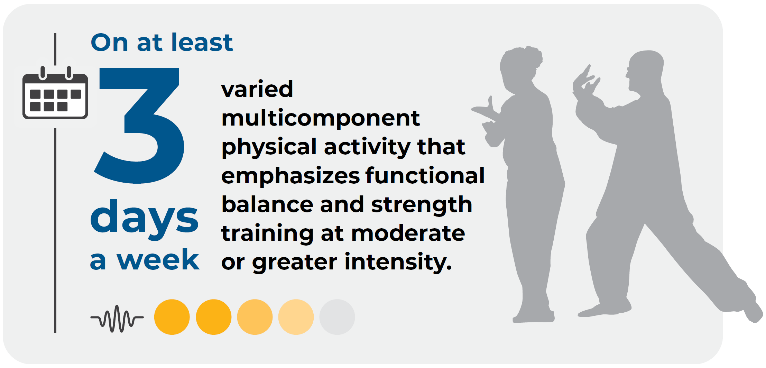 On at least
3
days
a week
varied
multicomponent
physical activity that
emphasizes functional
balance and strength
training at moderate
or greater intensity.